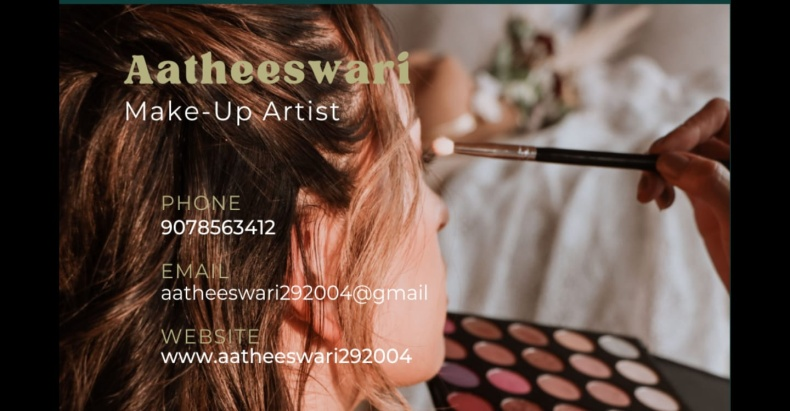 Aatheeswari
Make-Up Artist
PHONE
9078563412
EMAIL
aatheeswari292004@gmail
WEBSITE
www.aatheeswari292004